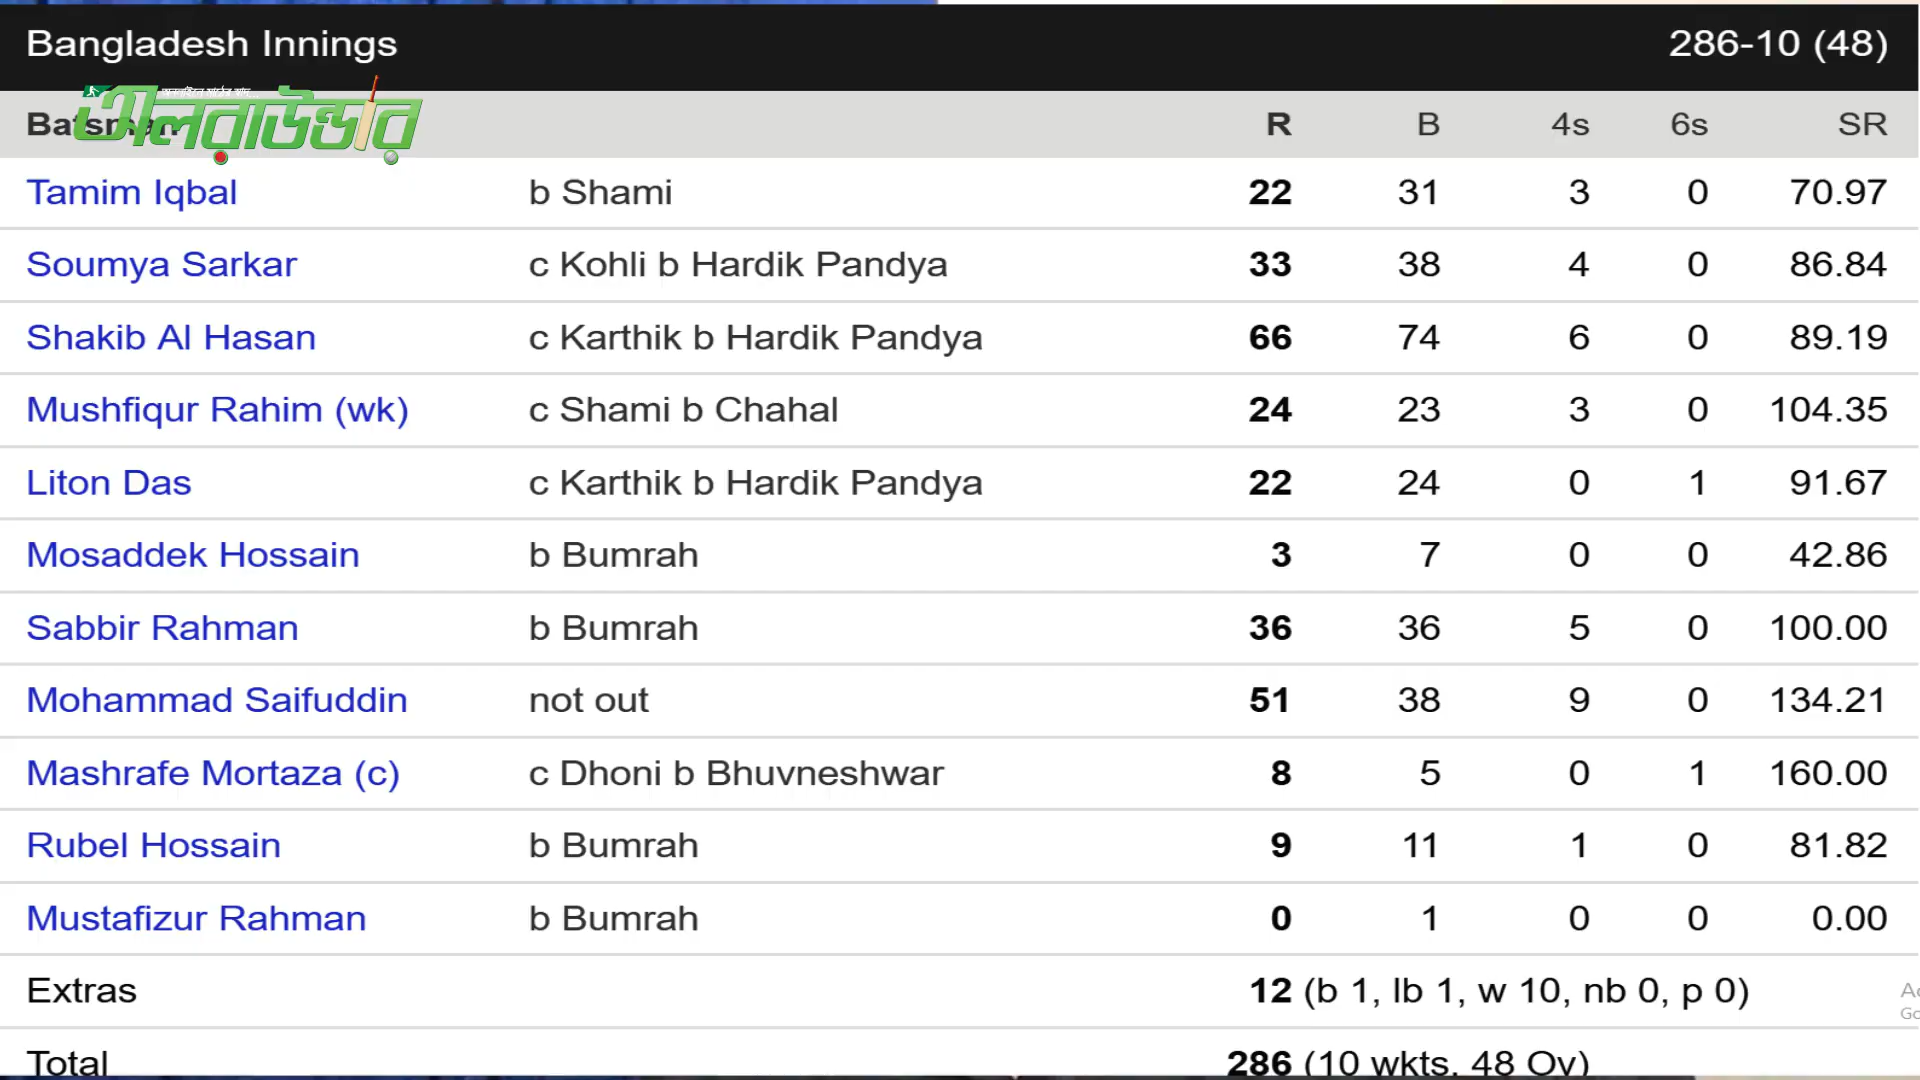 Bangladesh Innings 286-10 (48)
অলরাউন্ডার
Batsman R B 4s 6s SR
Tamim Iqbal b Shami 22 31 3 0 70.97
Soumya Sarkar c Kohli b Hardik Pandya 33 38 4 0 86.84
Shakib Al Hasan c Karthik b Hardik Pandya 66 74 6 0 89.19
Mushfiqur Rahim (wk) c Shami b Chahal 24 23 3 0 104.35
Liton Das c Karthik b Hardik Pandya 22 24 0 1 91.67
Mosaddek Hossain b Bumrah 3 7 0 0 42.86
Sabbir Rahman b Bumrah 36 36 5 0 100.00
Mohammad Saifuddin not out 51 38 9 0 134.21
Mashrafe Mortaza (c) c Dhoni b Bhuvneshwar 8 5 0 1 160.00
Rubel Hossain b Bumrah 9 11 1 0 81.82
Mustafizur Rahman b Bumrah 0 1 0 0 0.00
Extras 12 (b 1, lb 1, w 10, nb 0, p 0)
Total 286 (10 wkts, 48 Ov)